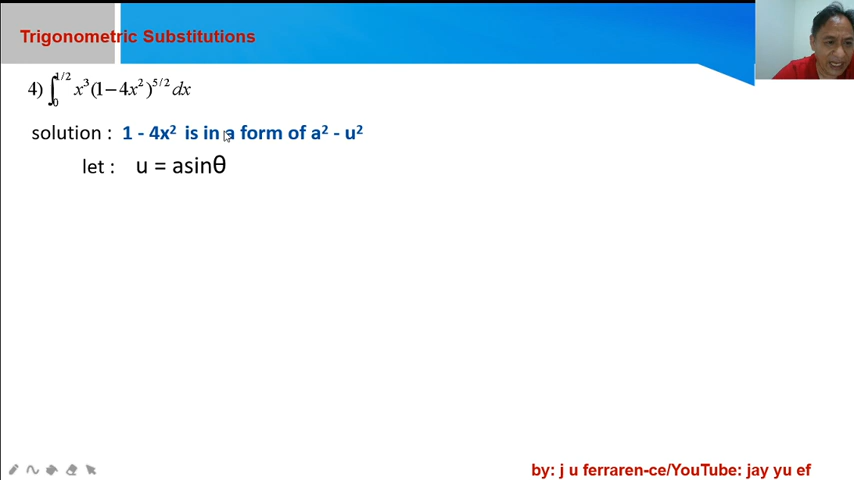 Trigonometric Substitutions
4) ∫₀^{1/2} x³(1−4x²)^{5/2} dx
solution : 1 - 4x² is in a form of a² - u²
let : u = asinθ
by: j u ferraren-ce/YouTube: jay yu ef